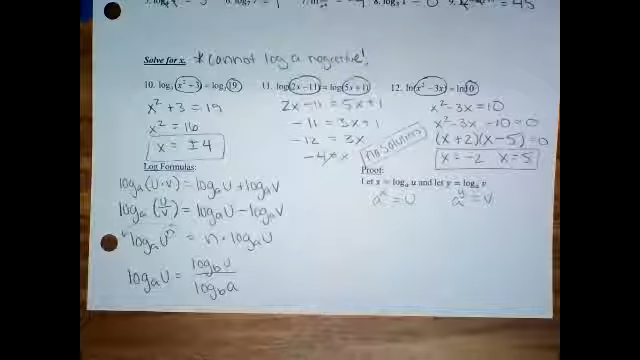 Solve for x. *cannot log a negative!
10. log₃(x² + 3) = log₃ 19
x² + 3 = 19
x² = 16
x = ±4
11. log(2x − 11) = log(5x + 1)
2x − 11 = 5x + 1
−11 = 3x + 1
−12 = 3x
−4 ≠ x
no solution
12. ln(x² − 3x) = ln 10
x² − 3x = 10
x² − 3x − 10 = 0
(x + 2)(x − 5) = 0
x = −2 x = 5
Log Formulas:
logₐ(U·V) = logₐU + logₐV
logₐ(U/V) = logₐU − logₐV
logₐUⁿ = n · logₐU
logₐU = log_b U / log_b a
Proof:
Let x = logₐ u and let y = logₐ v
aˣ = U aʸ = V